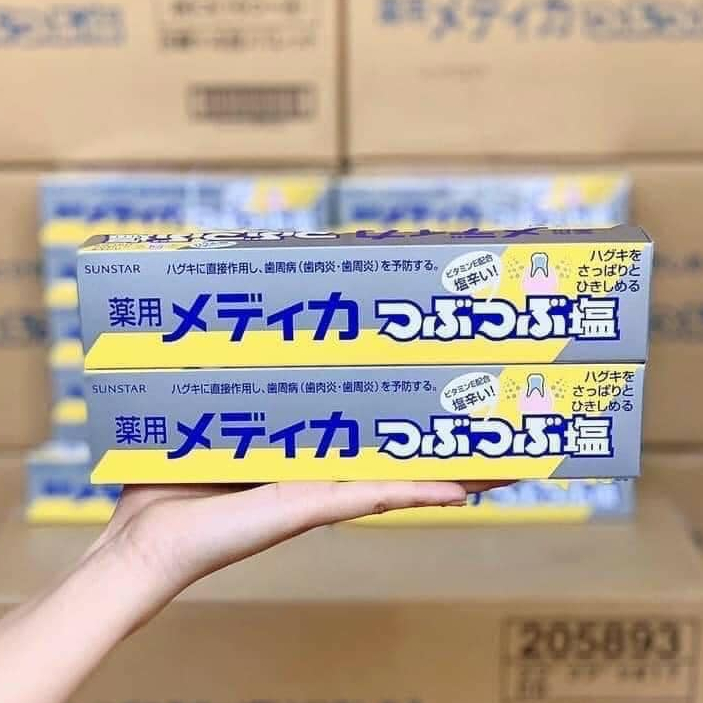 薬用メディカ
SUNSTAR ハグキに直接作用し、歯周病(歯肉炎・歯周炎)を予防する。
ビタミンE配合
塩辛い!
ハグキを
さっぱりと
ひきしめる
薬用 メディカ つぶつぶ塩
SUNSTAR ハグキに直接作用し、歯周病(歯肉炎・歯周炎)を予防する。
ビタミンE配合
塩辛い!
ハグキを
さっぱりと
ひきしめる
薬用 メディカ つぶつぶ塩
205893